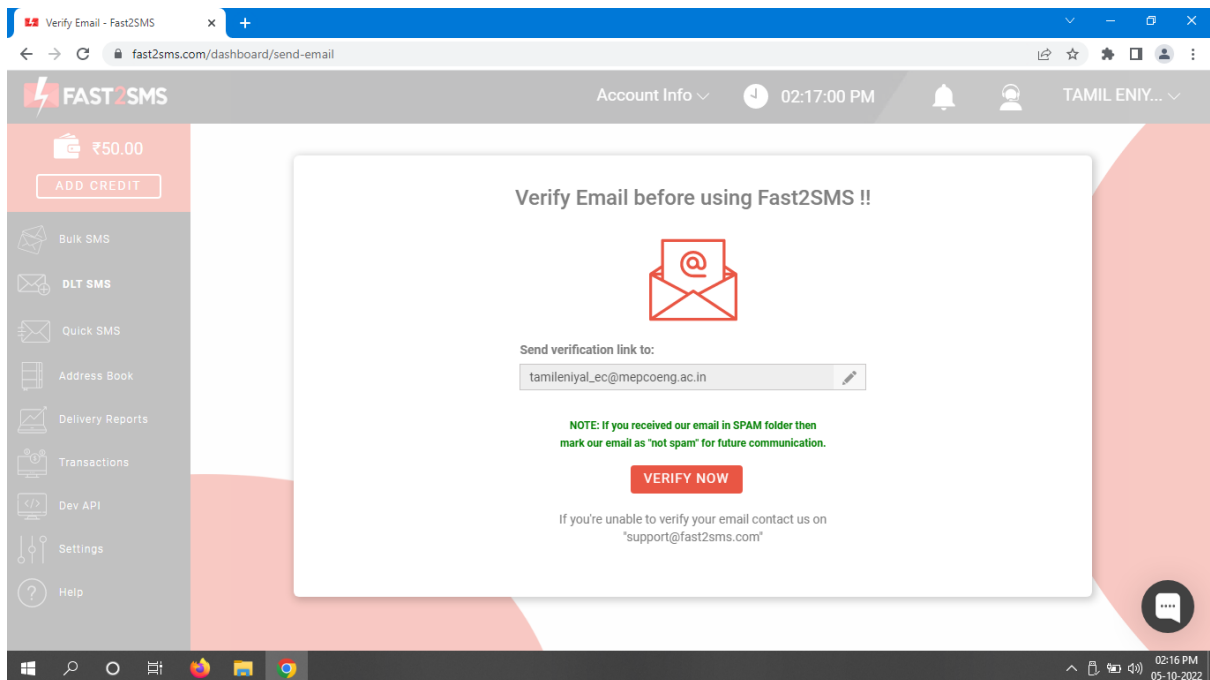 Verify Email - Fast2SMS
fast2sms.com/dashboard/send-email
FAST2SMS
Account Info
02:17:00 PM
TAMIL ENIY...
₹50.00
ADD CREDIT
Bulk SMS
DLT SMS
Quick SMS
Address Book
Delivery Reports
Transactions
Dev API
Settings
Help
Verify Email before using Fast2SMS !!
@
Send verification link to:
tamileniyal_ec@mepcoeng.ac.in
NOTE: If you received our email in SPAM folder then
mark our email as "not spam" for future communication.
VERIFY NOW
If you're unable to verify your email contact us on
"support@fast2sms.com"
02:16 PM
05-10-2022